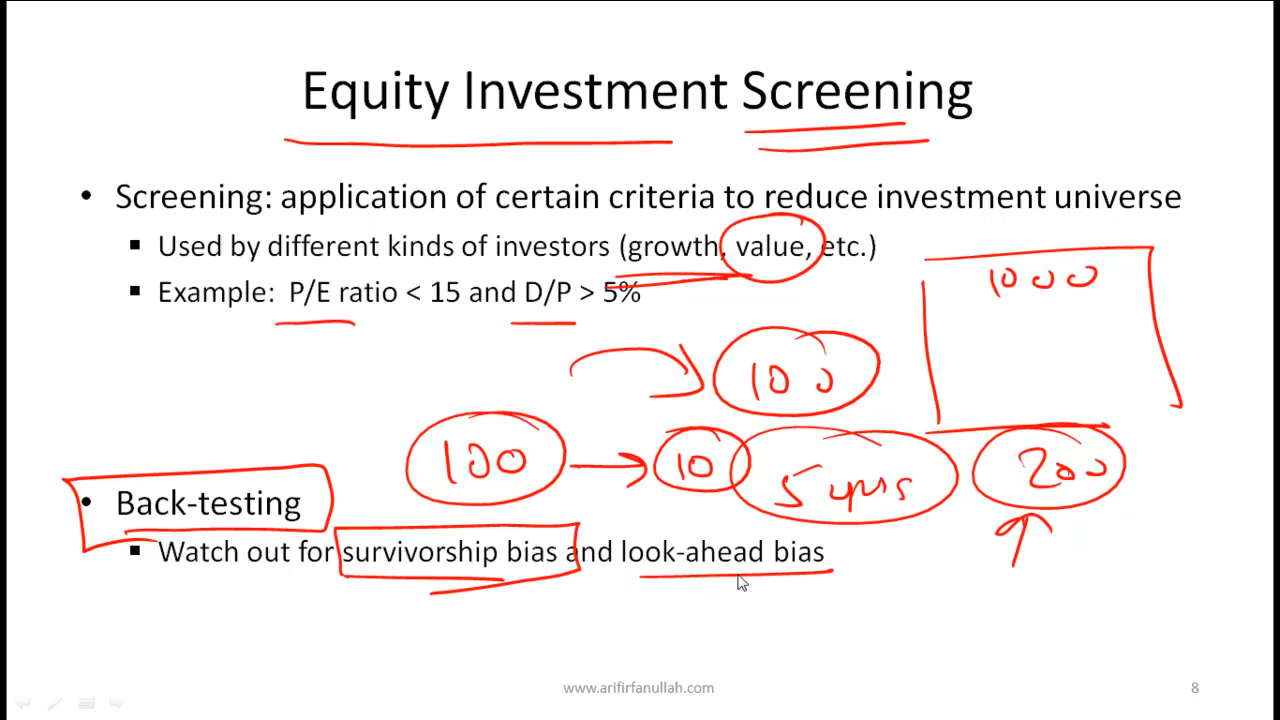 Equity Investment Screening
• Screening: application of certain criteria to reduce investment universe
▪ Used by different kinds of investors (growth, value, etc.)
▪ Example: P/E ratio < 15 and D/P > 5%
1000
100
100 → 10 5 yrs 200
• Back-testing
▪ Watch out for survivorship bias and look-ahead bias
www.arifirfanullah.com
8